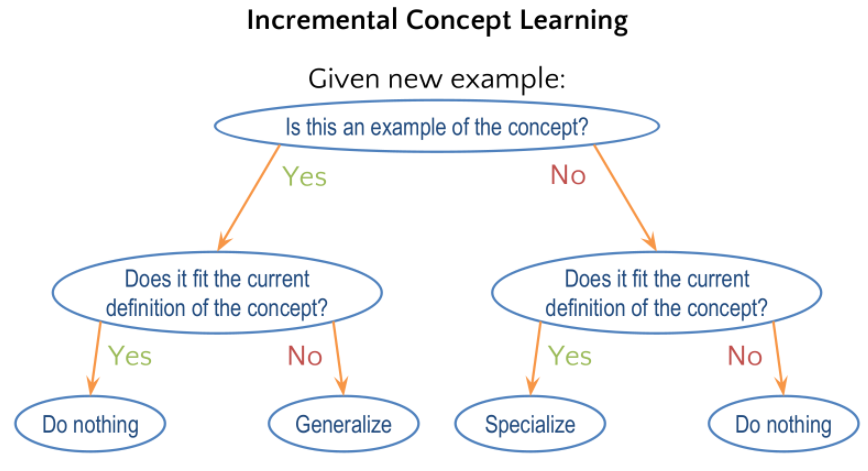 Incremental Concept Learning
Given new example:
Is this an example of the concept?
Yes
No
Does it fit the current
definition of the concept?
Does it fit the current
definition of the concept?
Yes
No
Yes
No
Do nothing
Generalize
Specialize
Do nothing